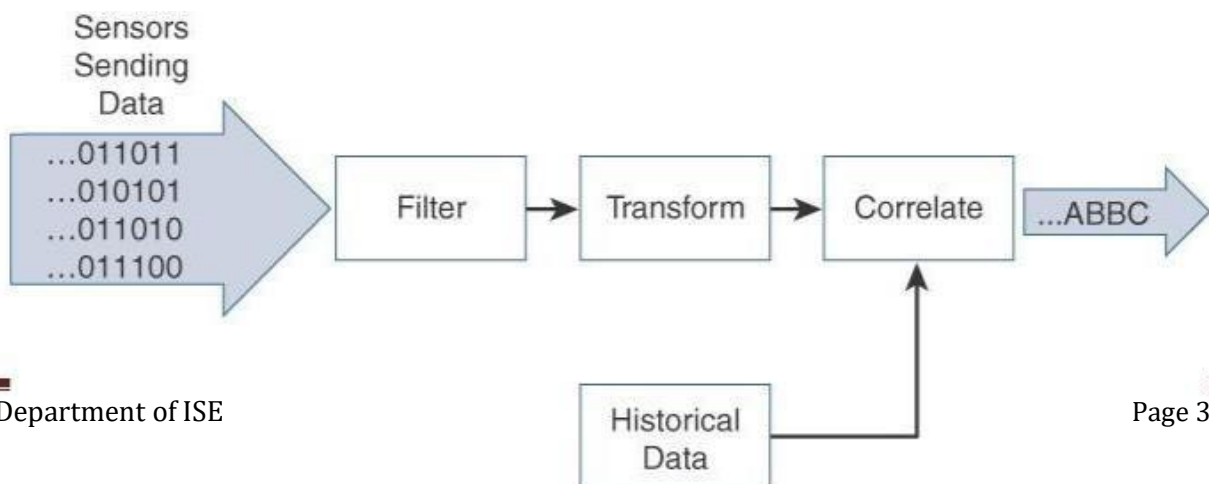 Sensors
Sending
Data
...011011
...010101
...011010
...011100
Filter
Transform
Correlate
...ABBC
Historical
Data
Department of ISE
Page 3